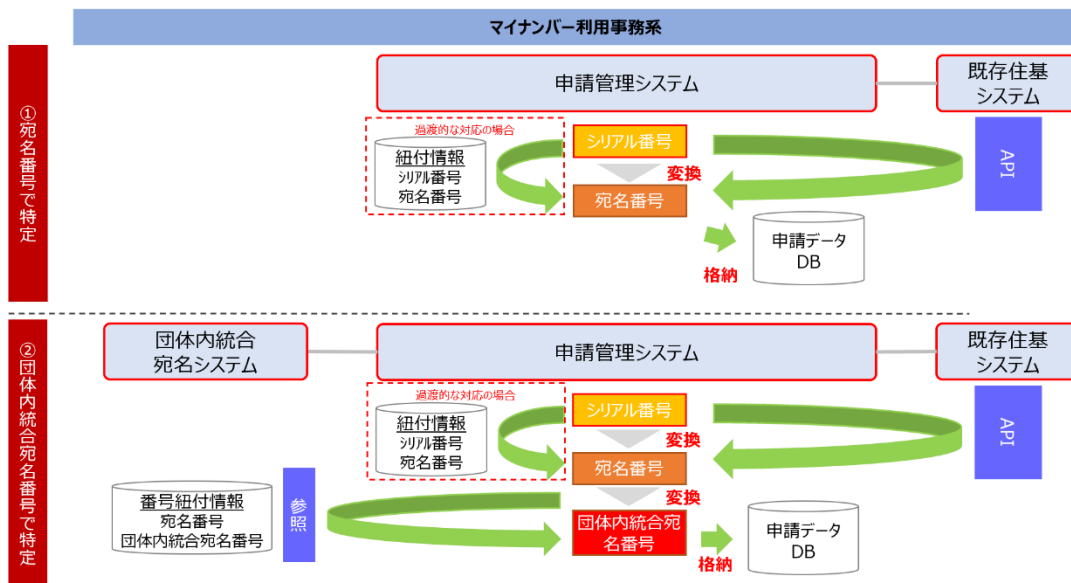 マイナンバー利用事務系
①宛名番号で特定
申請管理システム
既存住基
システム
過渡的な対応の場合
紐付情報
シリアル番号
宛名番号
シリアル番号
変換
宛名番号
API
格納
申請データ
DB
②団体内統合宛名番号で特定
団体内統合
宛名システム
申請管理システム
既存住基
システム
過渡的な対応の場合
紐付情報
シリアル番号
宛名番号
シリアル番号
変換
宛名番号
API
変換
番号紐付情報
宛名番号
団体内統合宛名番号
参照
団体内統合宛
名番号
格納
申請データ
DB